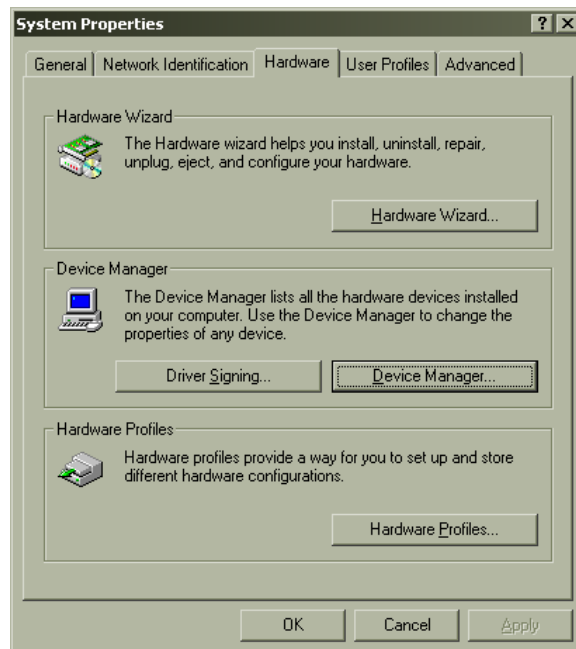 System Properties
General
Network Identification
Hardware
User Profiles
Advanced
Hardware Wizard
The Hardware wizard helps you install, uninstall, repair,
unplug, eject, and configure your hardware.
Hardware Wizard...
Device Manager
The Device Manager lists all the hardware devices installed
on your computer. Use the Device Manager to change the
properties of any device.
Driver Signing...
Device Manager...
Hardware Profiles
Hardware profiles provide a way for you to set up and store
different hardware configurations.
Hardware Profiles...
OK
Cancel
Apply